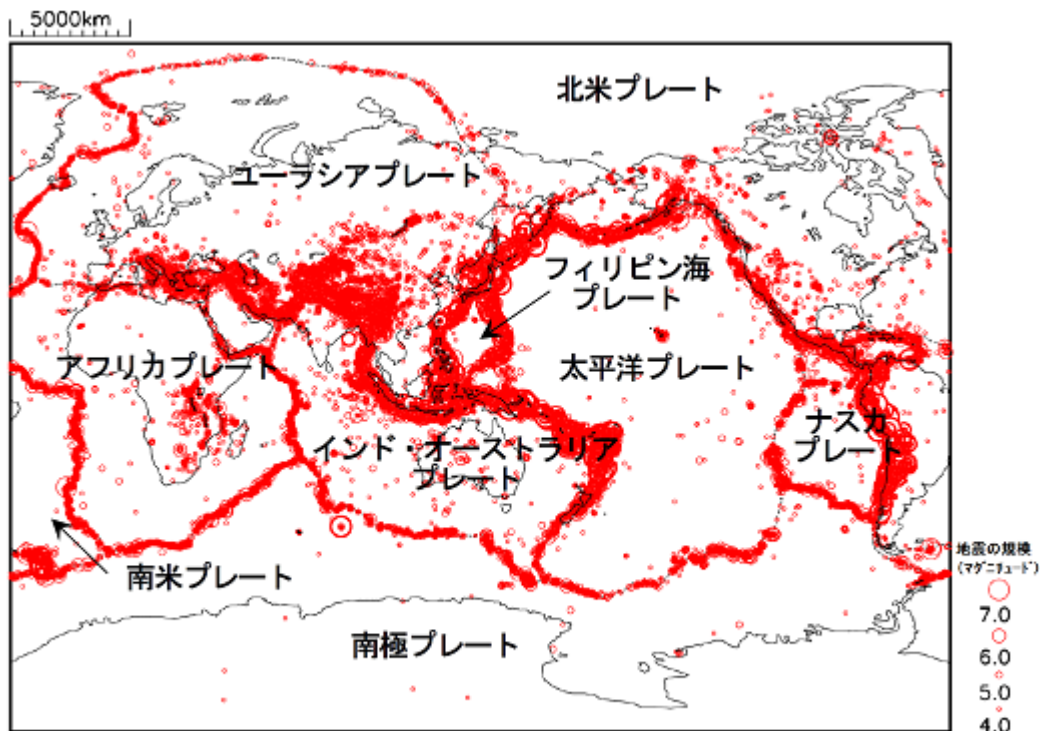 5000km
北米プレート
ユーラシアプレート
フィリピン海
プレート
アフリカプレート
太平洋プレート
ナスカ
プレート
インド・オーストラリア
プレート
南米プレート
南極プレート
地震の規模
(マグニチュード)
7.0
6.0
5.0
4.0